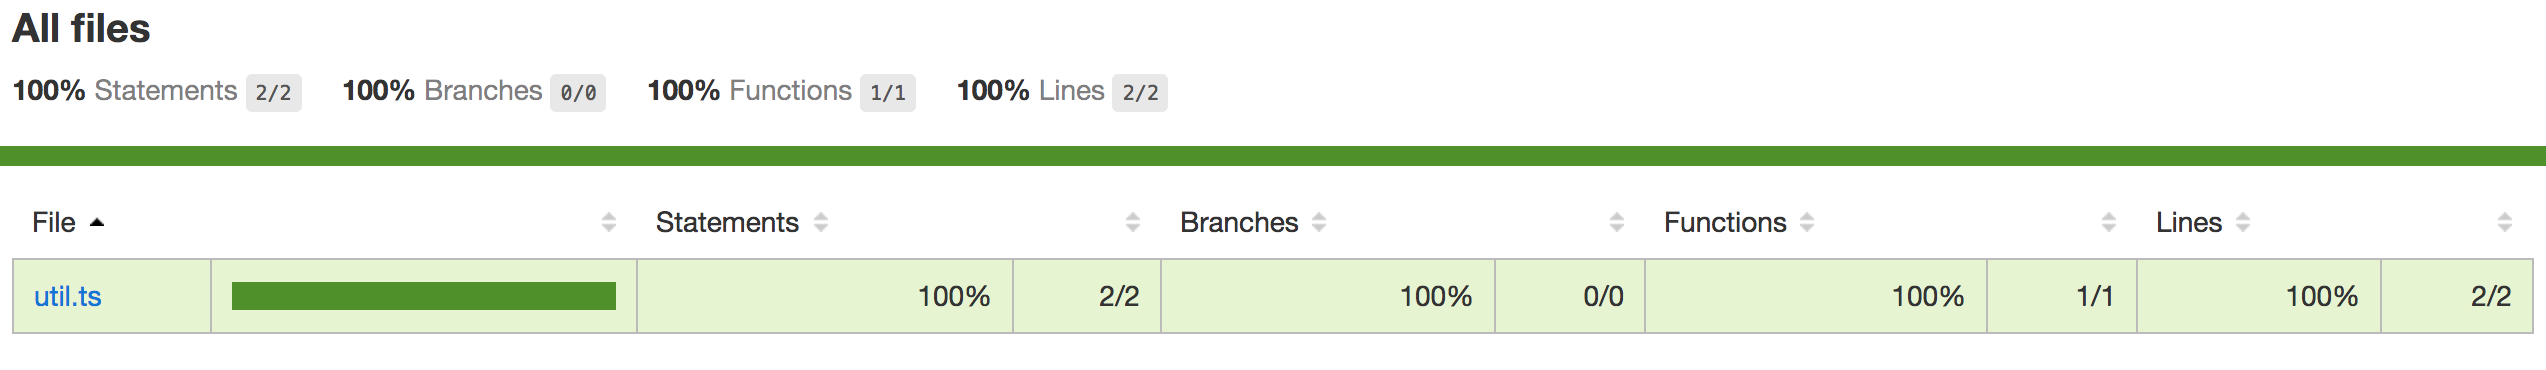 All files
100% Statements 2/2 100% Branches 0/0 100% Functions 1/1 100% Lines 2/2
File Statements Branches Functions Lines
util.ts 100% 2/2 100% 0/0 100% 1/1 100% 2/2